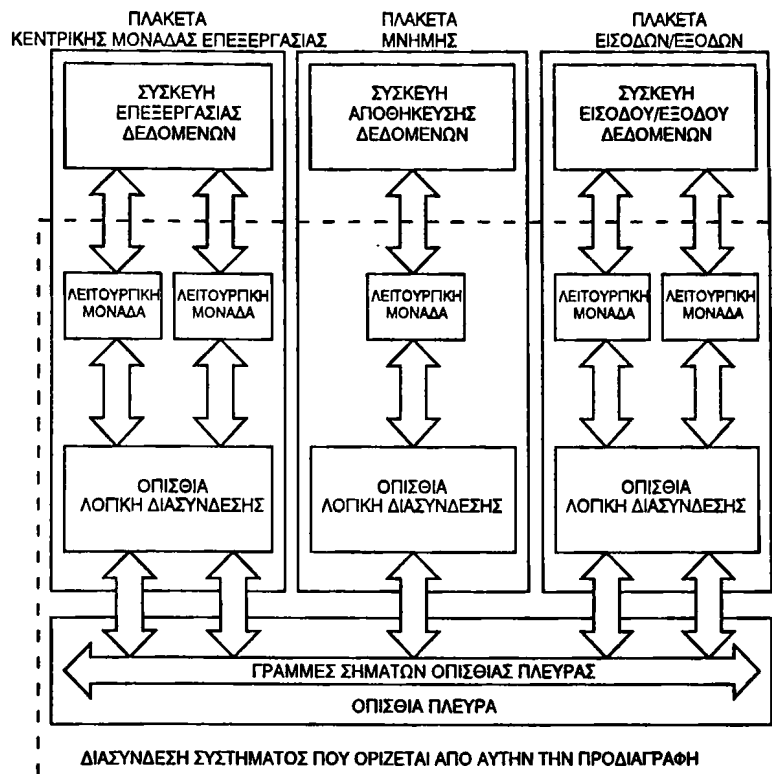 ΠΛΑΚΕΤΑ
ΚΕΝΤΡΙΚΗΣ ΜΟΝΑΔΑΣ ΕΠΕΞΕΡΓΑΣΙΑΣ
ΠΛΑΚΕΤΑ
ΜΝΗΜΗΣ
ΠΛΑΚΕΤΑ
ΕΙΣΟΔΩΝ/ΕΞΟΔΩΝ
ΣΥΣΚΕΥΗ
ΕΠΕΞΕΡΓΑΣΙΑΣ
ΔΕΔΟΜΕΝΩΝ
ΣΥΣΚΕΥΗ
ΑΠΟΘΗΚΕΥΣΗΣ
ΔΕΔΟΜΕΝΩΝ
ΣΥΣΚΕΥΗ
ΕΙΣΟΔΟΥ/ΕΞΟΔΟΥ
ΔΕΔΟΜΕΝΩΝ
ΛΕΙΤΟΥΡΓΙΚΗ
ΜΟΝΑΔΑ
ΛΕΙΤΟΥΡΓΙΚΗ
ΜΟΝΑΔΑ
ΛΕΙΤΟΥΡΓΙΚΗ
ΜΟΝΑΔΑ
ΛΕΙΤΟΥΡΓΙΚΗ
ΜΟΝΑΔΑ
ΛΕΙΤΟΥΡΓΙΚΗ
ΜΟΝΑΔΑ
ΟΠΙΣΘΙΑ
ΛΟΓΙΚΗ ΔΙΑΣΥΝΔΕΣΗΣ
ΟΠΙΣΘΙΑ
ΛΟΓΙΚΗ ΔΙΑΣΥΝΔΕΣΗΣ
ΟΠΙΣΘΙΑ
ΛΟΓΙΚΗ ΔΙΑΣΥΝΔΕΣΗΣ
ΓΡΑΜΜΕΣ ΣΗΜΑΤΩΝ ΟΠΙΣΘΙΑΣ ΠΛΕΥΡΑΣ
ΟΠΙΣΘΙΑ ΠΛΕΥΡΑ
ΔΙΑΣΥΝΔΕΣΗ ΣΥΣΤΗΜΑΤΟΣ ΠΟΥ ΟΡΙΖΕΤΑΙ ΑΠΟ ΑΥΤΗΝ ΤΗΝ ΠΡΟΔΙΑΓΡΑΦΗ